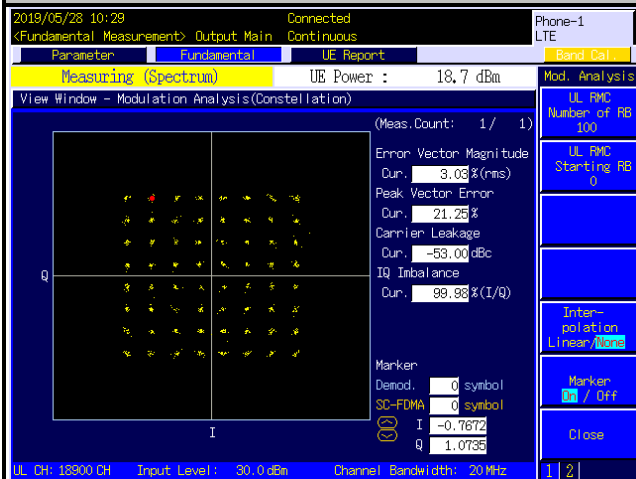 2019/05/28 10:29 Connected Phone-1
<Fundamental Measurement> Output Main Continuous LTE
Parameter Fundamental UE Report Band Cal.
Measuring (Spectrum) UE Power : 18.7 dBm Mod. Analysis
View Window - Modulation Analysis(Constellation)
(Meas.Count: 1/ 1)
Error Vector Magnitude
Cur. 3.03 %(rms)
Peak Vector Error
Cur. 21.25 %
Carrier Leakage
Cur. -53.00 dBc
IQ Imbalance
Cur. 99.98 %(I/Q)
Q
I
Marker
Demod. 0 symbol
SC-FDMA 0 symbol
I -0.7672
Q 1.0735
UL RMC
Number of RB
100
UL RMC
Starting RB
0
Inter-
polation
Linear/None
Marker
On / Off
Close
UL CH: 18900 CH Input Level: 30.0 dBm Channel Bandwidth: 20 MHz 1 2